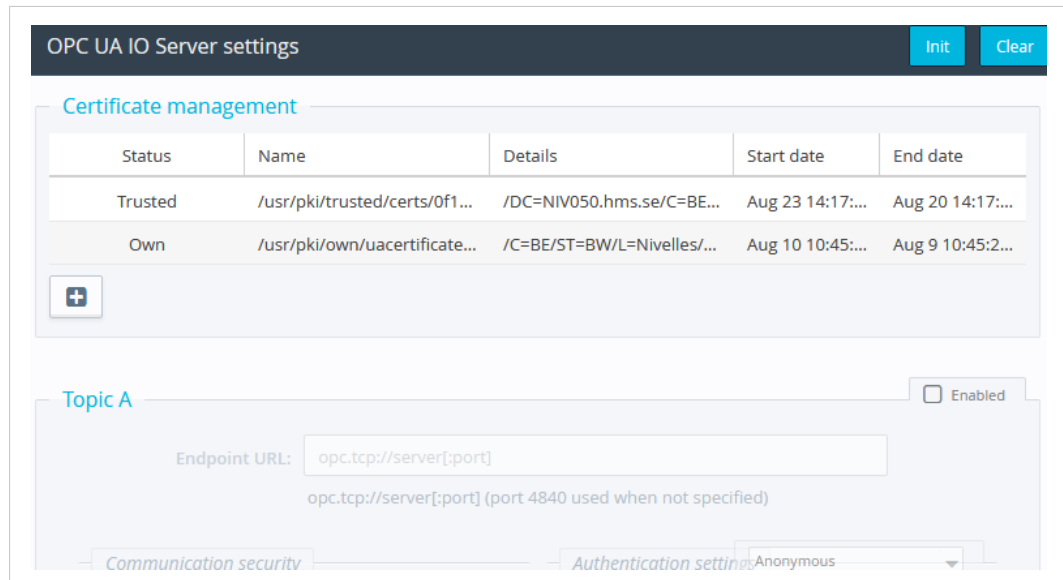 OPC UA IO Server settings Init Clear
Certificate management
Status Name Details Start date End date
Trusted /usr/pki/trusted/certs/0f1... /DC=NIV050.hms.se/C=BE... Aug 23 14:17:... Aug 20 14:17:...
Own /usr/pki/own/uacertificate... /C=BE/ST=BW/L=Nivelles/... Aug 10 10:45:... Aug 9 10:45:2...
Topic A Enabled
Endpoint URL: opc.tcp://server[:port]
opc.tcp://server[:port] (port 4840 used when not specified)
Communication security Authentication settings Anonymous